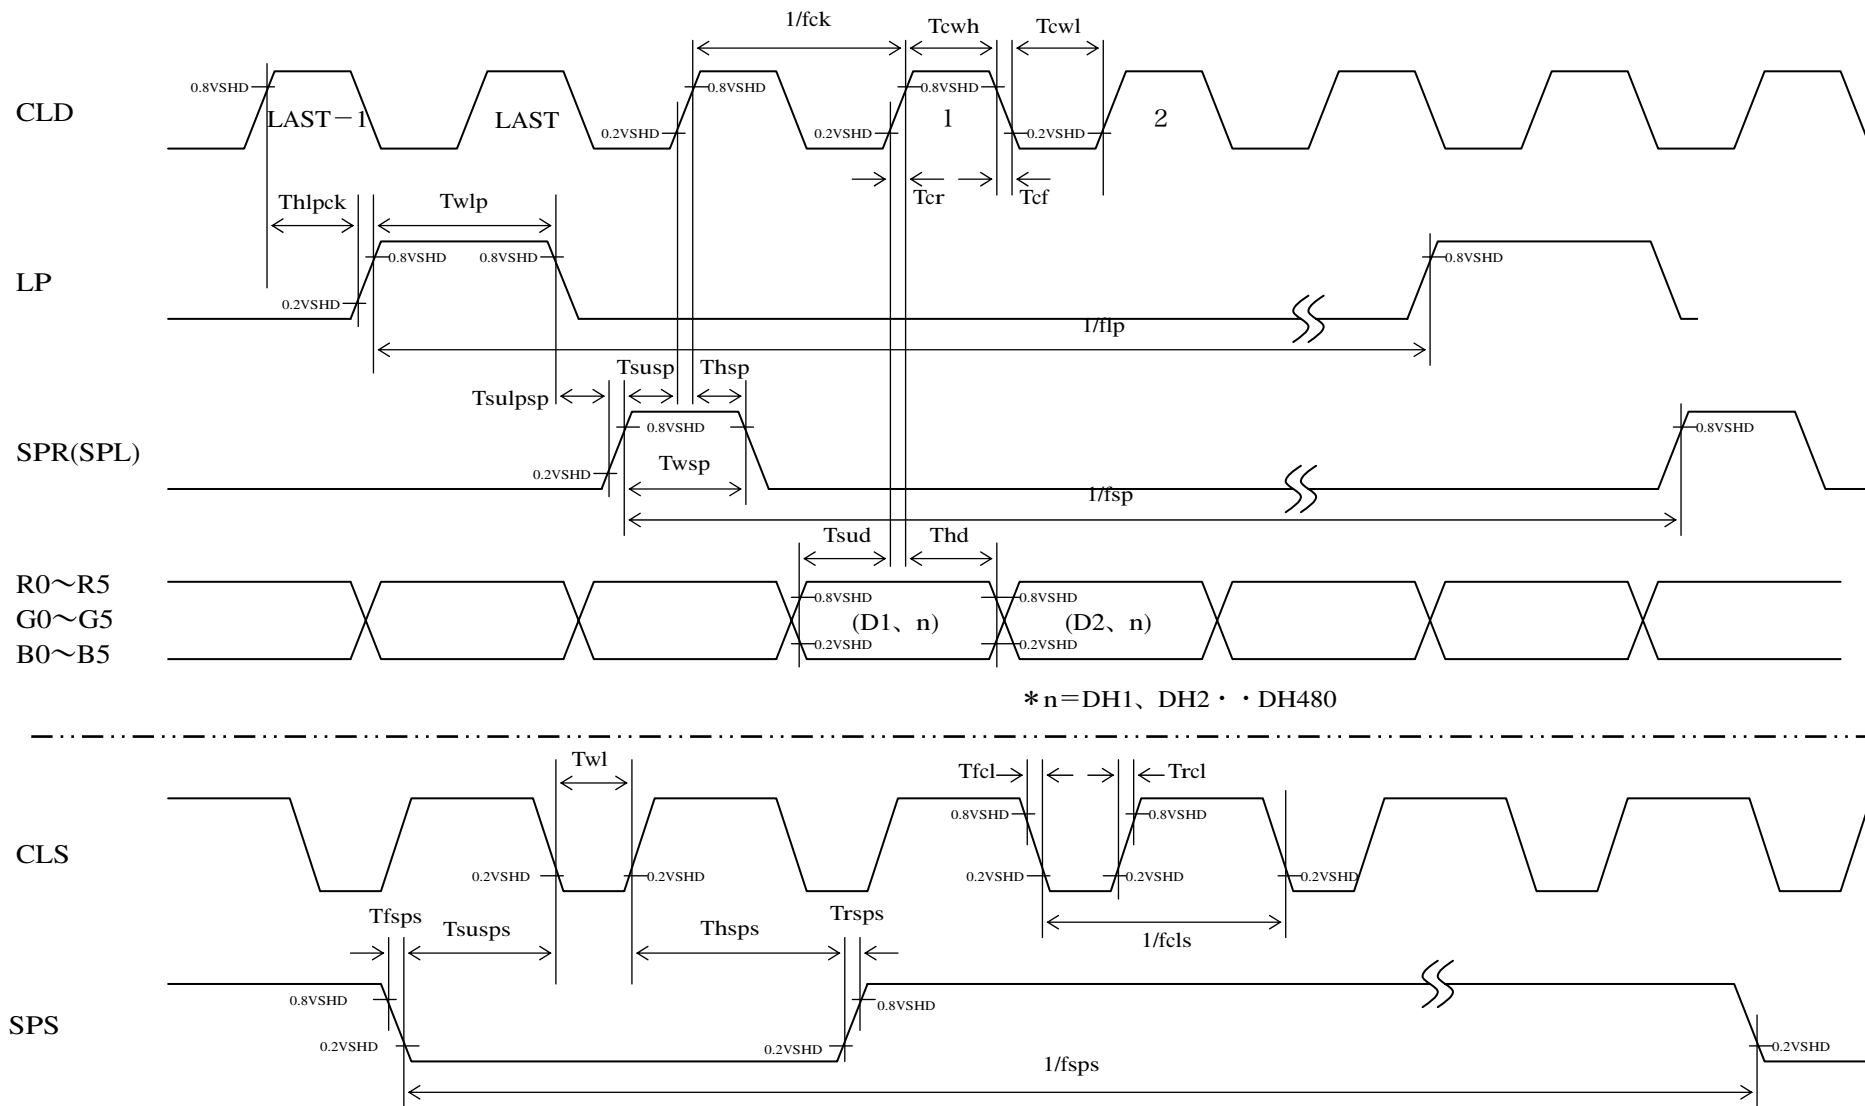 1/fck
Tcwh
Tcwl
CLD
0.8VSHD
0.8VSHD
0.8VSHD
LAST－1
LAST
1
2
0.2VSHD
0.2VSHD
0.2VSHD
Thlpck
Twlp
Tcr
Tcf
LP
0.8VSHD
0.8VSHD
0.8VSHD
0.2VSHD
1/flp
Tsusp
Thsp
Tsulpsp
SPR(SPL)
0.8VSHD
0.8VSHD
0.2VSHD
Twsp
1/fsp
Tsud
Thd
R0～R5
G0～G5
B0～B5
0.8VSHD
0.8VSHD
(D1、n)
(D2、n)
0.2VSHD
0.2VSHD
＊n＝DH1、DH2・・DH480
Twl
Tfcl
Trcl
CLS
0.8VSHD
0.8VSHD
0.2VSHD
0.2VSHD
0.2VSHD
0.2VSHD
0.2VSHD
Tfsps
Tsusps
Thsps
Trsps
1/fcls
SPS
0.8VSHD
0.8VSHD
0.2VSHD
0.2VSHD
0.2VSHD
1/fsps